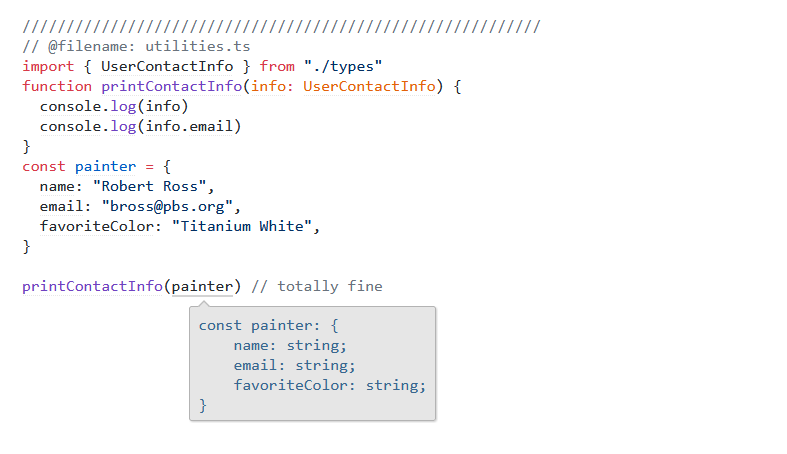 ///////////////////////////////////////////////////////////
// @filename: utilities.ts
import { UserContactInfo } from "./types"
function printContactInfo(info: UserContactInfo) {
  console.log(info)
  console.log(info.email)
}
const painter = {
  name: "Robert Ross",
  email: "bross@pbs.org",
  favoriteColor: "Titanium White",
}
printContactInfo(painter) // totally fine
const painter: {
    name: string;
    email: string;
    favoriteColor: string;
}